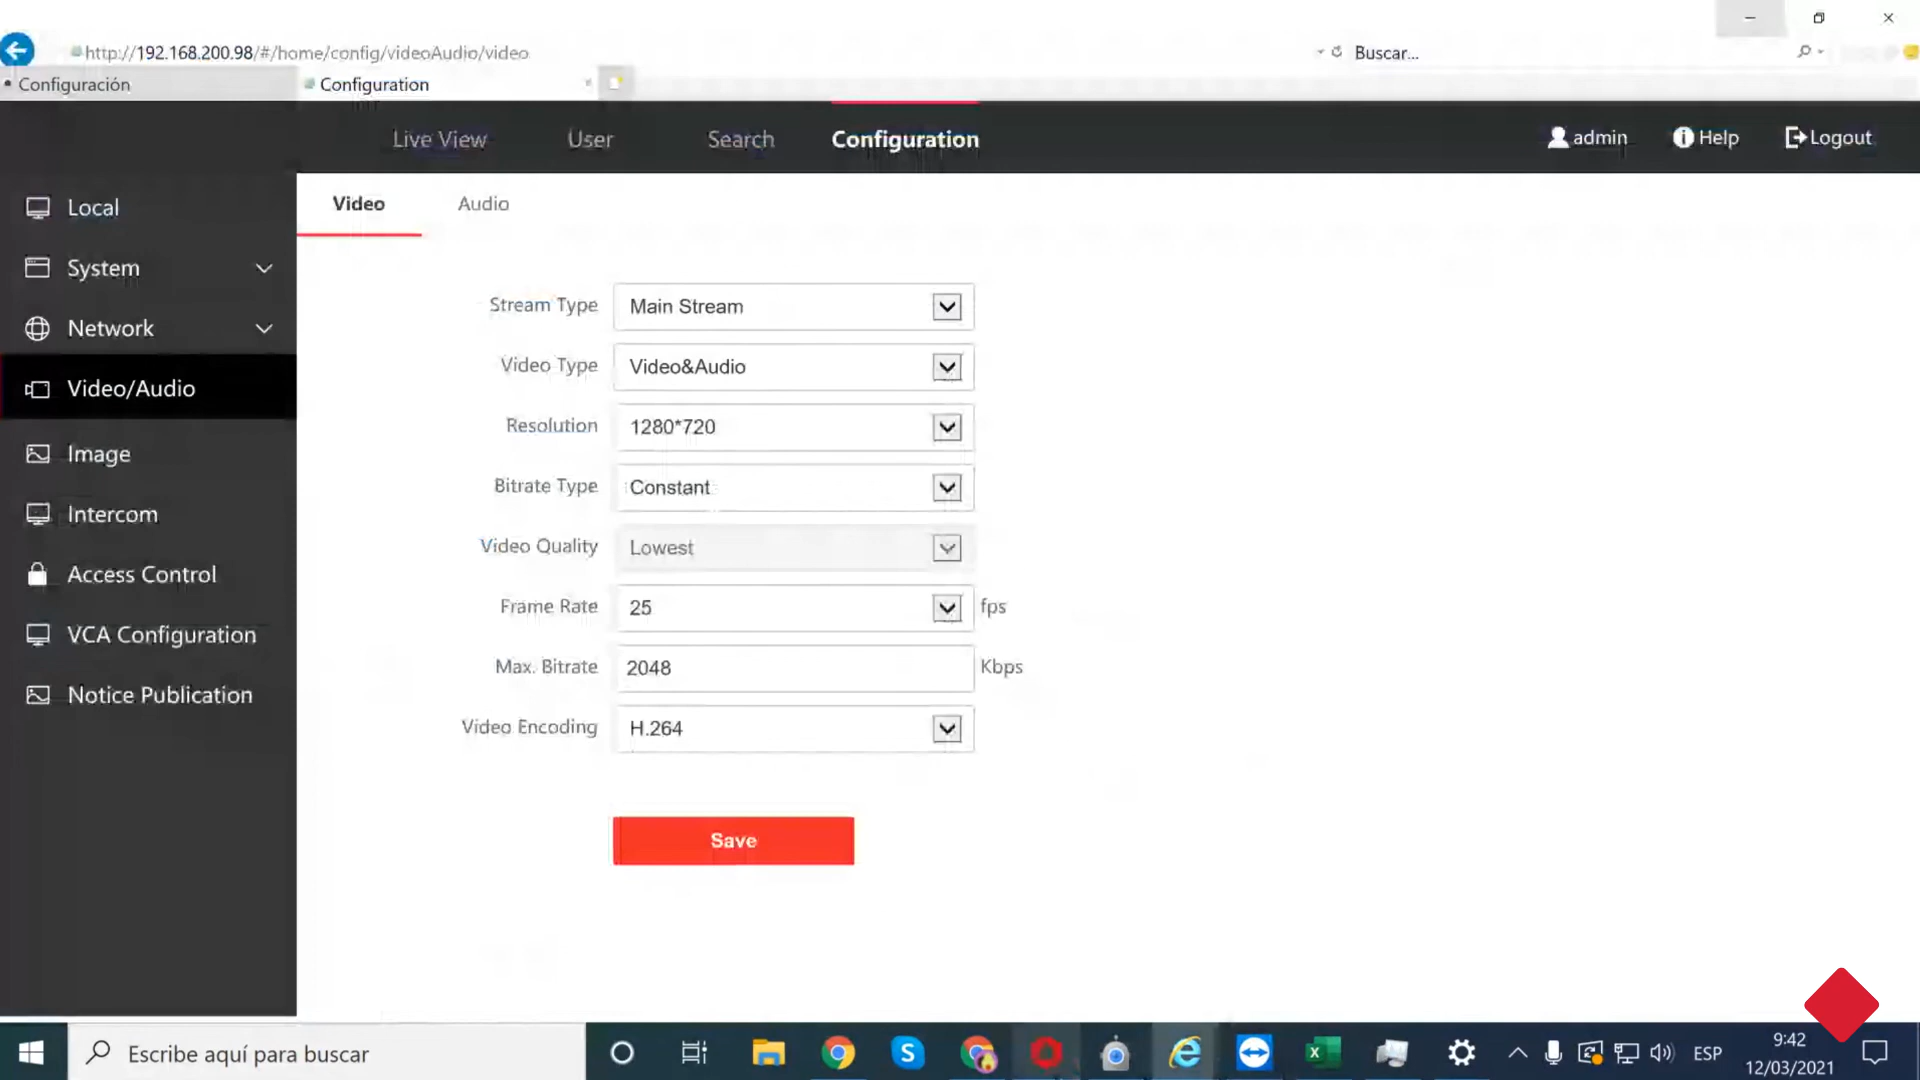 http://192.168.200.98/#/home/config/videoAudio/video
Buscar...
Configuración
Configuration
Live View
User
Search
Configuration
admin
Help
Logout
Local
System
Network
Video/Audio
Image
Intercom
Access Control
VCA Configuration
Notice Publication
Video
Audio
Stream Type Main Stream
Video Type Video&Audio
Resolution 1280*720
Bitrate Type Constant
Video Quality Lowest
Frame Rate 25 fps
Max. Bitrate 2048 Kbps
Video Encoding H.264
Save
Escribe aquí para buscar
ESP
9:42
12/03/2021